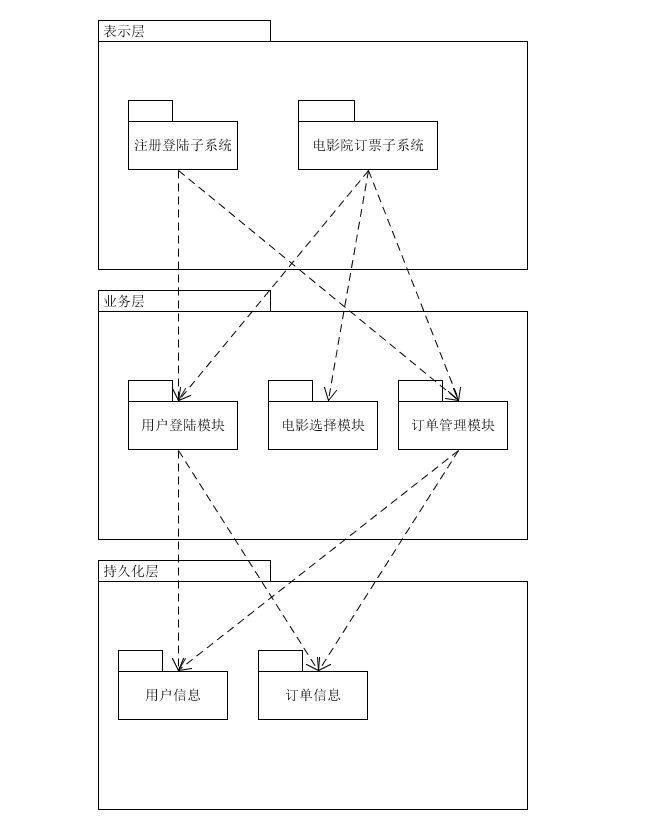 表示层
注册登陆子系统
电影院订票子系统
业务层
用户登陆模块
电影选择模块
订单管理模块
持久化层
用户信息
订单信息